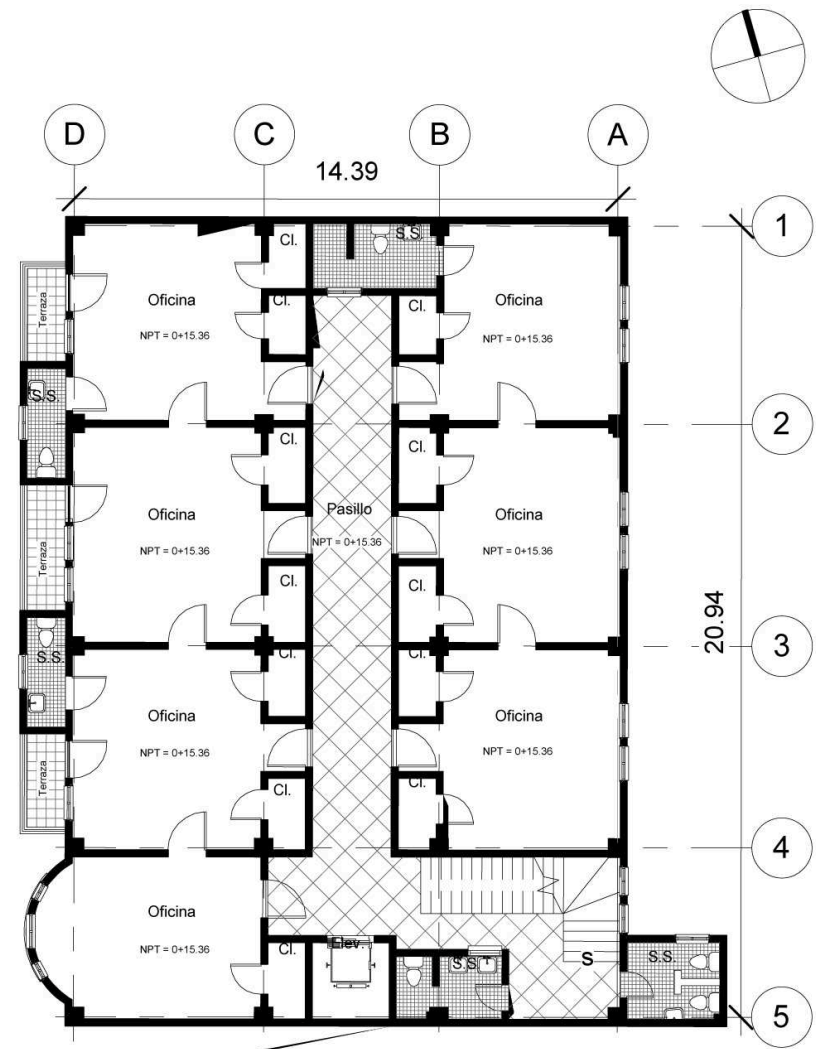 D
C
B
A
14.39
1
Cl.
S.S.
Oficina
NPT = 0+15.36
Terraza
Cl.
Cl.
Oficina
NPT = 0+15.36
S.S.
2
Cl.
Cl.
Oficina
NPT = 0+15.36
Pasillo
NPT = 0+15.36
Oficina
NPT = 0+15.36
Terraza
Cl.
Cl.
20.94
3
S.S.
Cl.
Cl.
Oficina
NPT = 0+15.36
Oficina
NPT = 0+15.36
Terraza
Cl.
Cl.
4
Oficina
NPT = 0+15.36
Cl.
Elev.
S.S.
S
S.S.
5